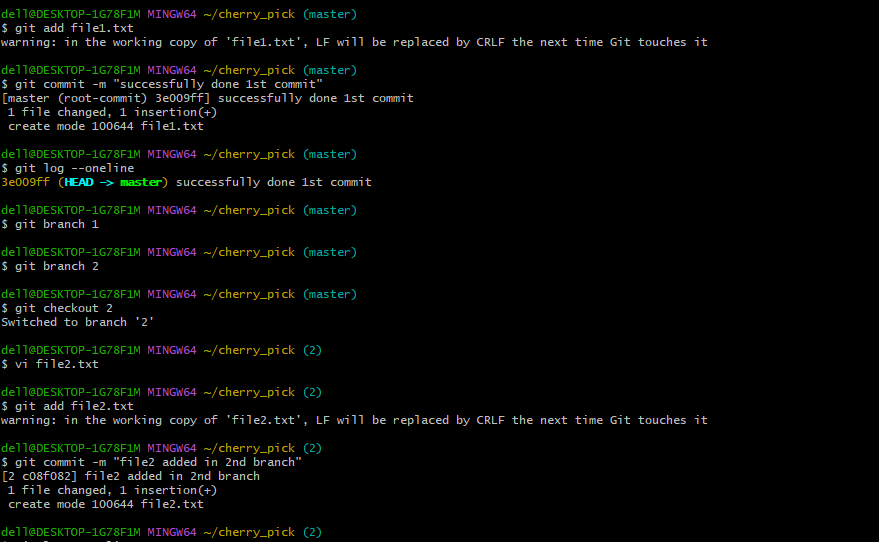 dell@DESKTOP-1G78F1M MINGW64 ~/cherry_pick (master)
$ git add file1.txt
warning: in the working copy of 'file1.txt', LF will be replaced by CRLF the next time Git touches it
dell@DESKTOP-1G78F1M MINGW64 ~/cherry_pick (master)
$ git commit -m "successfully done 1st commit"
[master (root-commit) 3e009ff] successfully done 1st commit
1 file changed, 1 insertion(+)
create mode 100644 file1.txt
dell@DESKTOP-1G78F1M MINGW64 ~/cherry_pick (master)
$ git log --oneline
3e009ff (HEAD -> master) successfully done 1st commit
dell@DESKTOP-1G78F1M MINGW64 ~/cherry_pick (master)
$ git branch 1
dell@DESKTOP-1G78F1M MINGW64 ~/cherry_pick (master)
$ git branch 2
dell@DESKTOP-1G78F1M MINGW64 ~/cherry_pick (master)
$ git checkout 2
Switched to branch '2'
dell@DESKTOP-1G78F1M MINGW64 ~/cherry_pick (2)
$ vi file2.txt
dell@DESKTOP-1G78F1M MINGW64 ~/cherry_pick (2)
$ git add file2.txt
warning: in the working copy of 'file2.txt', LF will be replaced by CRLF the next time Git touches it
dell@DESKTOP-1G78F1M MINGW64 ~/cherry_pick (2)
$ git commit -m "file2 added in 2nd branch"
[2 c08f082] file2 added in 2nd branch
1 file changed, 1 insertion(+)
create mode 100644 file2.txt
dell@DESKTOP-1G78F1M MINGW64 ~/cherry_pick (2)